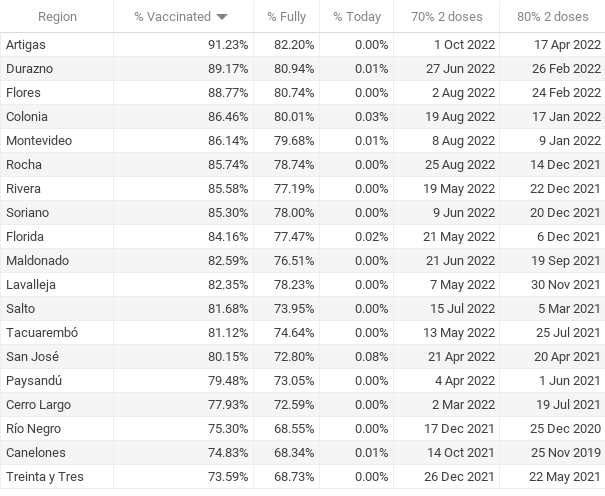 Region % Vaccinated % Fully % Today 70% 2 doses 80% 2 doses
Artigas 91.23% 82.20% 0.00% 1 Oct 2022 17 Apr 2022
Durazno 89.17% 80.94% 0.01% 27 Jun 2022 26 Feb 2022
Flores 88.77% 80.74% 0.00% 2 Aug 2022 24 Feb 2022
Colonia 86.46% 80.01% 0.03% 19 Aug 2022 17 Jan 2022
Montevideo 86.14% 79.68% 0.01% 8 Aug 2022 9 Jan 2022
Rocha 85.74% 78.74% 0.00% 25 Aug 2022 14 Dec 2021
Rivera 85.58% 77.19% 0.00% 19 May 2022 22 Dec 2021
Soriano 85.30% 78.00% 0.00% 9 Jun 2022 20 Dec 2021
Florida 84.16% 77.47% 0.02% 21 May 2022 6 Dec 2021
Maldonado 82.59% 76.51% 0.00% 21 Jun 2022 19 Sep 2021
Lavalleja 82.35% 78.23% 0.00% 7 May 2022 30 Nov 2021
Salto 81.68% 73.95% 0.00% 15 Jul 2022 5 Mar 2021
Tacuarembó 81.12% 74.64% 0.00% 13 May 2022 25 Jul 2021
San José 80.15% 72.80% 0.08% 21 Apr 2022 20 Apr 2021
Paysandú 79.48% 73.05% 0.00% 4 Apr 2022 1 Jun 2021
Cerro Largo 77.93% 72.59% 0.00% 2 Mar 2022 19 Jul 2021
Río Negro 75.30% 68.55% 0.00% 17 Dec 2021 25 Dec 2020
Canelones 74.83% 68.34% 0.01% 14 Oct 2021 25 Nov 2019
Treinta y Tres 73.59% 68.73% 0.00% 26 Dec 2021 22 May 2021